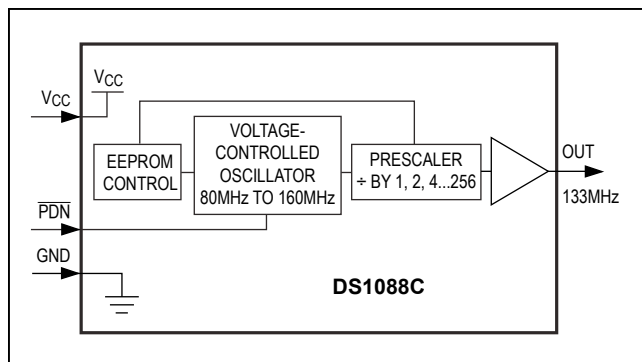 VCC
VCC
EEPROM
CONTROL
VOLTAGE-
CONTROLLED
OSCILLATOR
80MHz TO 160MHz
PRESCALER
÷ BY 1, 2, 4...256
OUT
133MHz
PDN
GND
DS1088C